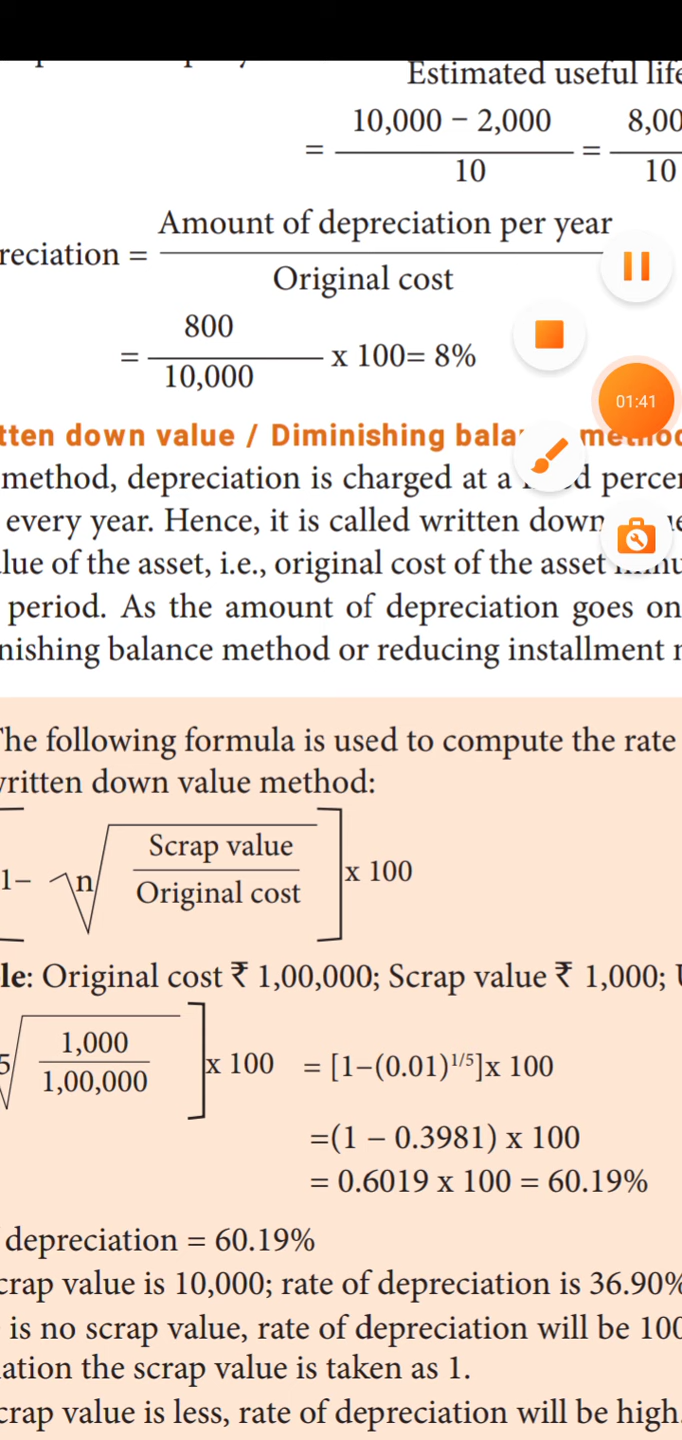 Estimated useful life
10,000 − 2,000
8,00
=
=
10
10
Amount of depreciation per year
reciation =
Original cost
800
=
x 100= 8%
10,000
01:41
tten down value / Diminishing bala
method, depreciation is charged at a
every year. Hence, it is called written down
lue of the asset, i.e., original cost of the asset
period. As the amount of depreciation goes on
nishing balance method or reducing installment
The following formula is used to compute the rate
written down value method:
Scrap value
1− n
x 100
Original cost
le: Original cost ₹ 1,00,000; Scrap value ₹ 1,000;
1,000
5
x 100 = [1−(0.01)1/5]x 100
1,00,000
=(1 − 0.3981) x 100
= 0.6019 x 100 = 60.19%
depreciation = 60.19%
crap value is 10,000; rate of depreciation is 36.90%
is no scrap value, rate of depreciation will be 100
ation the scrap value is taken as 1.
crap value is less, rate of depreciation will be high